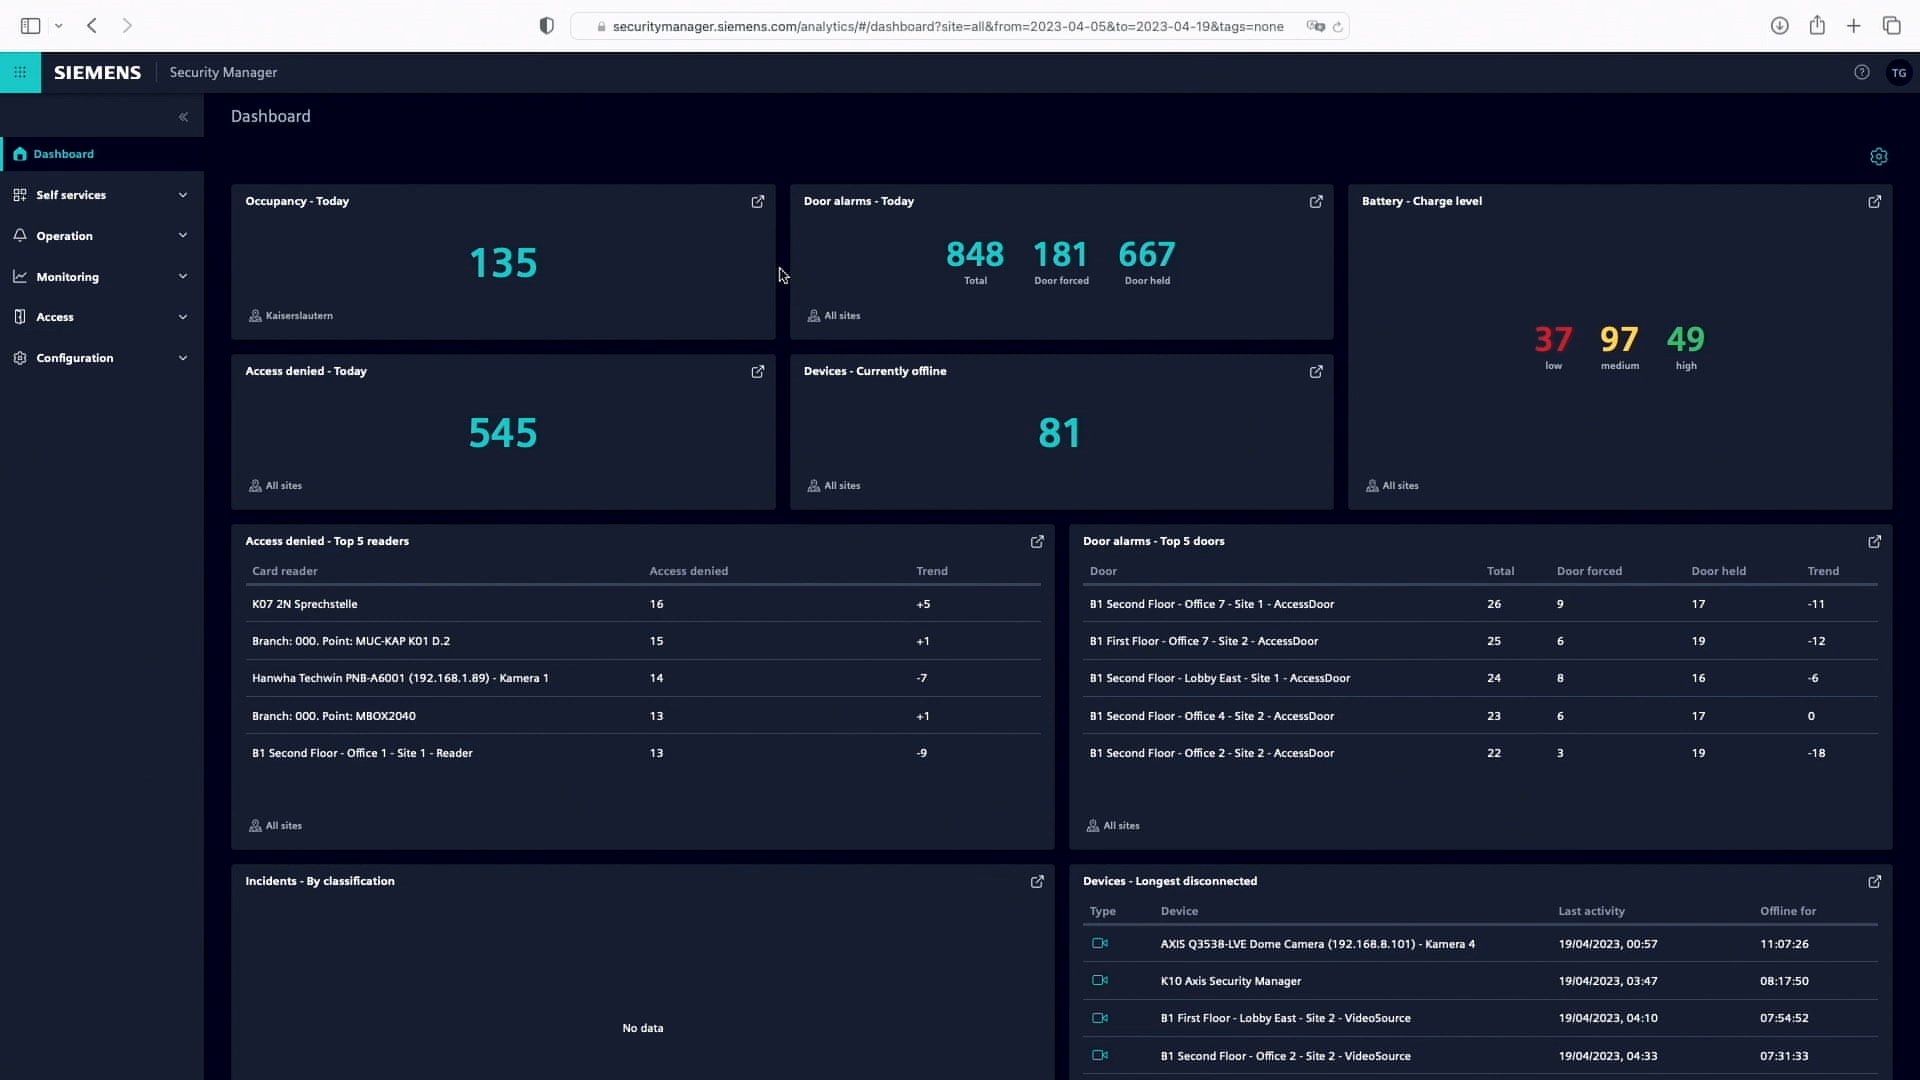 securitymanager.siemens.com/analytics/#/dashboard?site=all&from=2023-04-05&to=2023-04-19&tags=none
SIEMENS Security Manager
TG
Dashboard
Dashboard
Self services
Operation
Monitoring
Access
Configuration
Occupancy - Today
135
Kaiserslautern
Door alarms - Today
848 181 667
Total Door forced Door held
All sites
Battery - Charge level
37 97 49
low medium high
All sites
Access denied - Today
545
All sites
Devices - Currently offline
81
All sites
Access denied - Top 5 readers
Card reader Access denied Trend
K07 2N Sprechstelle 16 +5
Branch: 000. Point: MUC-KAP K01 D.2 15 +1
Hanwha Techwin PNB-A6001 (192.168.1.89) - Kamera 1 14 -7
Branch: 000. Point: MBOX2040 13 +1
B1 Second Floor - Office 1 - Site 1 - Reader 13 -9
All sites
Door alarms - Top 5 doors
Door Total Door forced Door held Trend
B1 Second Floor - Office 7 - Site 1 - AccessDoor 26 9 17 -11
B1 First Floor - Office 7 - Site 2 - AccessDoor 25 6 19 -12
B1 Second Floor - Lobby East - Site 1 - AccessDoor 24 8 16 -6
B1 Second Floor - Office 4 - Site 2 - AccessDoor 23 6 17 0
B1 Second Floor - Office 2 - Site 2 - AccessDoor 22 3 19 -18
All sites
Incidents - By classification
No data
Devices - Longest disconnected
Type Device Last activity Offline for
AXIS Q3538-LVE Dome Camera (192.168.8.101) - Kamera 4 19/04/2023, 00:57 11:07:26
K10 Axis Security Manager 19/04/2023, 03:47 08:17:50
B1 First Floor - Lobby East - Site 2 - VideoSource 19/04/2023, 04:10 07:54:52
B1 Second Floor - Office 2 - Site 2 - VideoSource 19/04/2023, 04:33 07:31:33